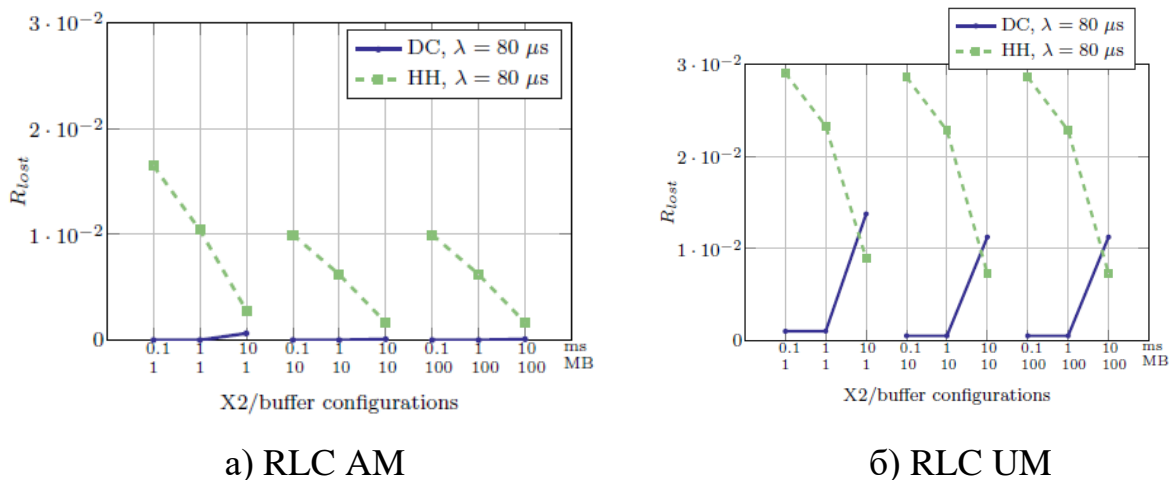 3 · 10⁻²
2 · 10⁻²
1 · 10⁻²
0
R_lost
DC, λ = 80 μs
HH, λ = 80 μs
0.1 1 10 0.1 1 10 0.1 1 10 ms
1 1 1 10 10 10 100 100 100 MB
X2/buffer configurations
а) RLC AM
DC, λ = 80 μs
HH, λ = 80 μs
3 · 10⁻²
2 · 10⁻²
1 · 10⁻²
0
R_lost
0.1 1 10 0.1 1 10 0.1 1 10 ms
1 1 1 10 10 10 100 100 100 MB
X2/buffer configurations
б) RLC UM